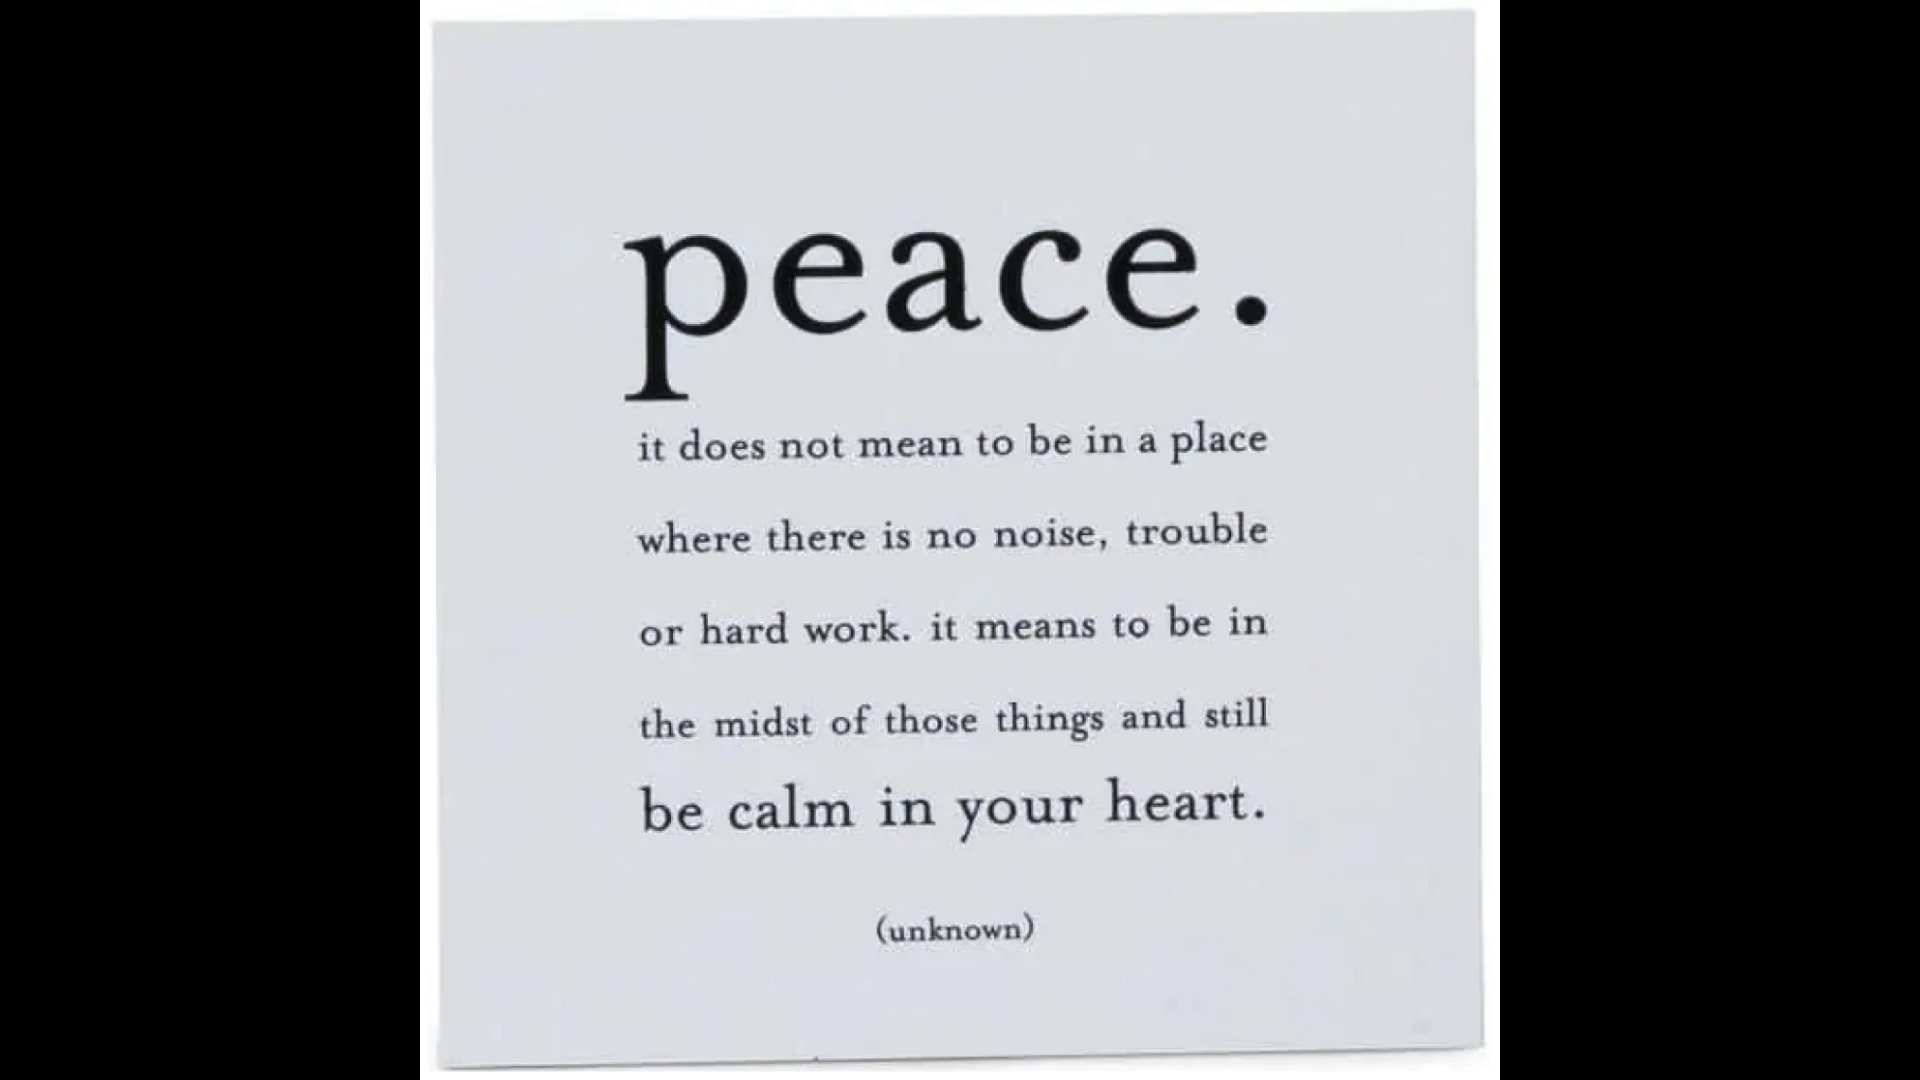 peace.
it does not mean to be in a place
where there is no noise, trouble
or hard work. it means to be in
the midst of those things and still
be calm in your heart.
(unknown)